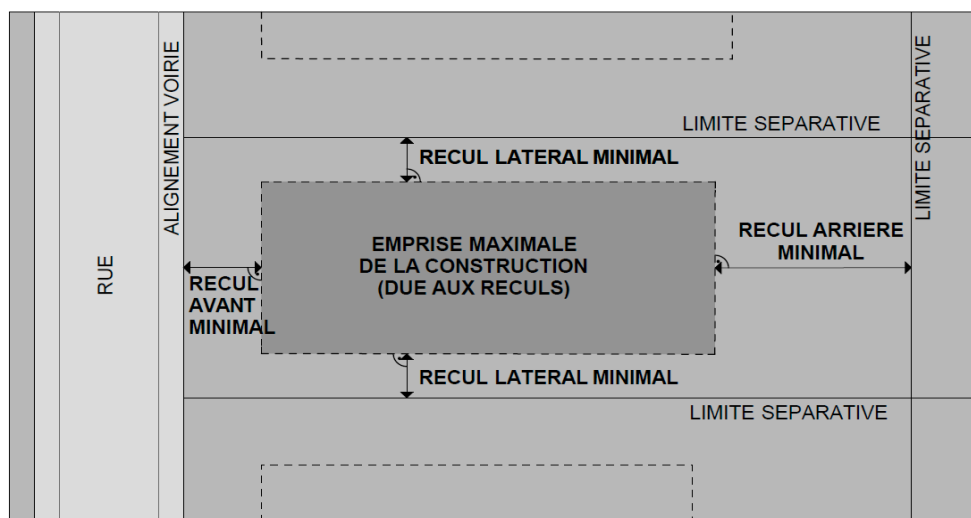 LIMITE SEPARATIVE
RECUL LATERAL MINIMAL
ALIGNEMENT VOIRIE
LIMITE SEPARATIVE
RUE
EMPRISE MAXIMALE
DE LA CONSTRUCTION
(DUE AUX RECULS)
RECUL ARRIERE
MINIMAL
RECUL
AVANT
MINIMAL
RECUL LATERAL MINIMAL
LIMITE SEPARATIVE